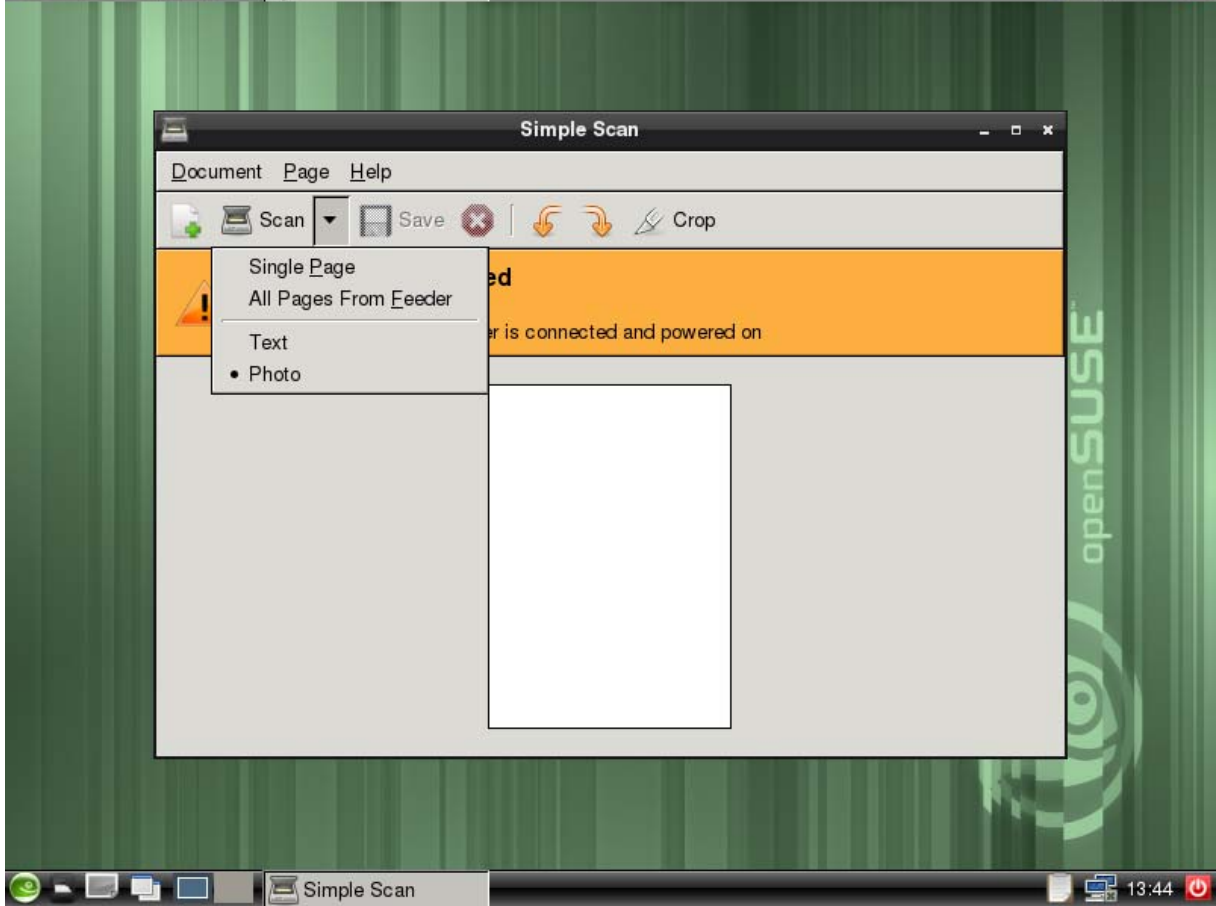 Simple Scan
Document Page Help
Scan Save Crop
Single Page
All Pages From Feeder
Text
Photo
ed
er is connected and powered on
openSUSE
Simple Scan
13:44